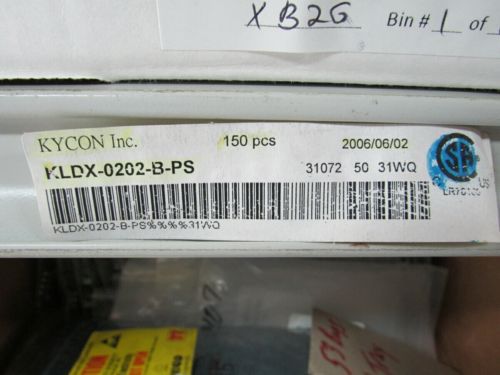 X B2G Bin # 1 of
KYCON Inc. 150 pcs 2006/06/02
KLDX-0202-B-PS 31072 50 31WQ
KLDX-0202-B-PS%%%%31WQ